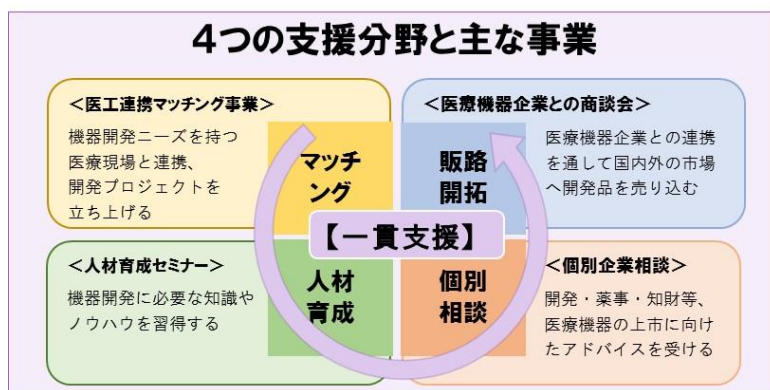 4つの支援分野と主な事業
<医工連携マッチング事業>
機器開発ニーズを持つ
医療現場と連携、
開発プロジェクトを
立ち上げる
マッチ
ング
販路
開拓
<医療機器企業との商談会>
医療機器企業との連携
を通して国内外の市場
へ開発品を売り込む
【一貫支援】
<人材育成セミナー>
機器開発に必要な知識や
ノウハウを習得する
人材
育成
個別
相談
<個別企業相談>
開発・薬事・知財等、
医療機器の上市に向け
たアドバイスを受ける